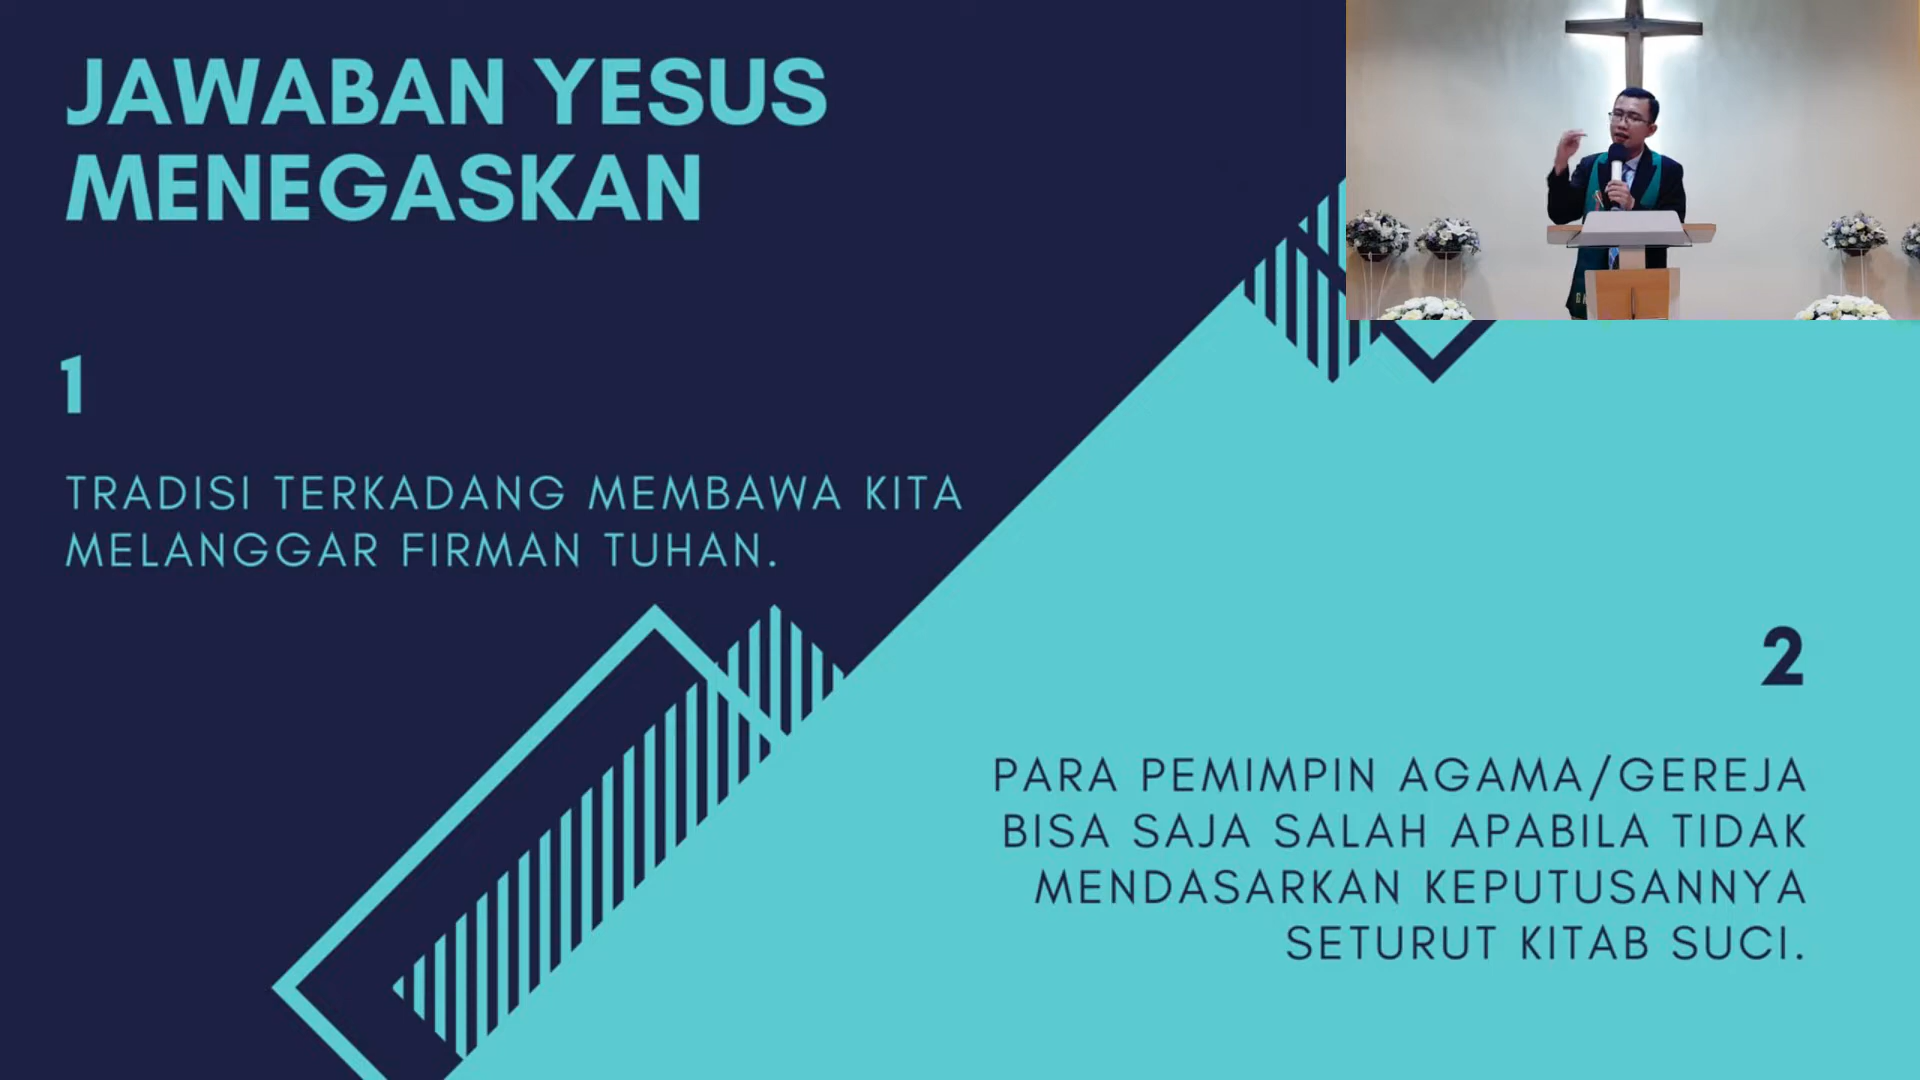 JAWABAN YESUS
MENEGASKAN
1
TRADISI TERKADANG MEMBAWA KITA
MELANGGAR FIRMAN TUHAN.
2
PARA PEMIMPIN AGAMA/GEREJA
BISA SAJA SALAH APABILA TIDAK
MENDASARKAN KEPUTUSANNYA
SETURUT KITAB SUCI.